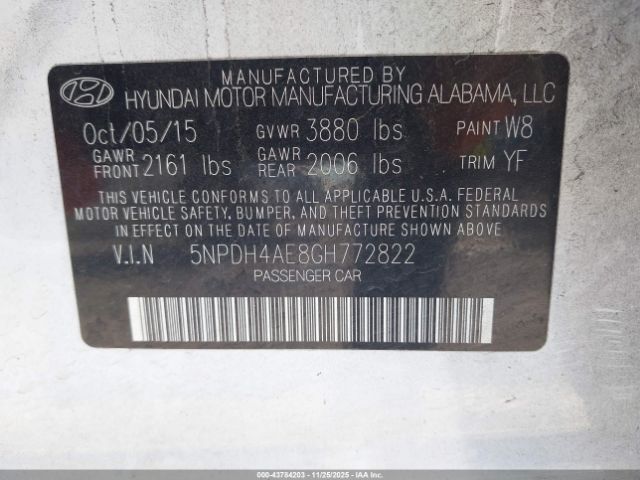 MANUFACTURED BY
HYUNDAI MOTOR MANUFACTURING ALABAMA, LLC
Oct/05/15 GVWR 3880 lbs PAINT W8
GAWR FRONT 2161 lbs GAWR REAR 2006 lbs TRIM YF
THIS VEHICLE CONFORMS TO ALL APPLICABLE U.S.A. FEDERAL
MOTOR VEHICLE SAFETY, BUMPER, AND THEFT PREVENTION STANDARDS
IN EFFECT ON THE DATE OF MANUFACTURE SHOWN ABOVE.
V.I.N 5NPDH4AE8GH772822
PASSENGER CAR
000-43784203 - 11/25/2025 - IAAI.COM